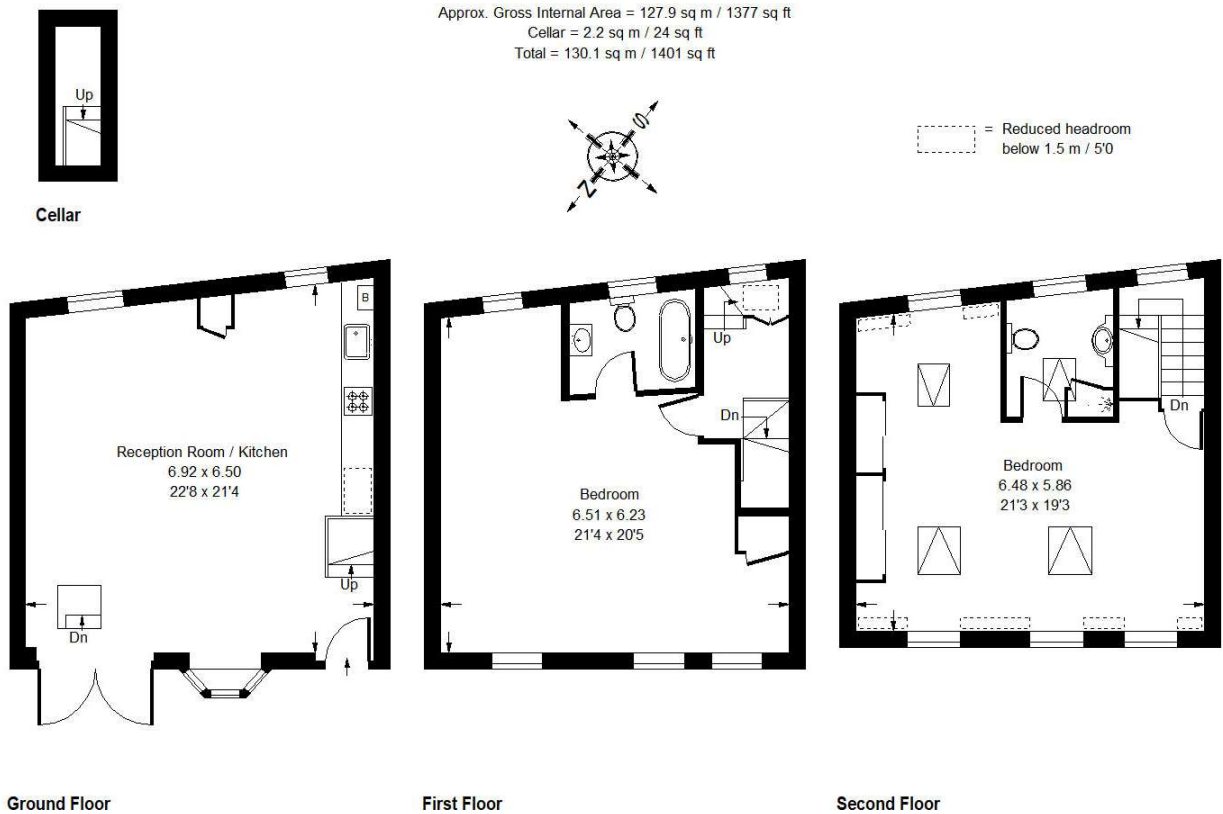 Approx. Gross Internal Area = 127.9 sq m / 1377 sq ft
Cellar = 2.2 sq m / 24 sq ft
Total = 130.1 sq m / 1401 sq ft
Up
Cellar
S
N
= Reduced headroom
below 1.5 m / 5'0
B
Reception Room / Kitchen
6.92 x 6.50
22'8 x 21'4
Up
Dn
Ground Floor
Up
Dn
Bedroom
6.51 x 6.23
21'4 x 20'5
First Floor
Dn
Bedroom
6.48 x 5.86
21'3 x 19'3
Second Floor